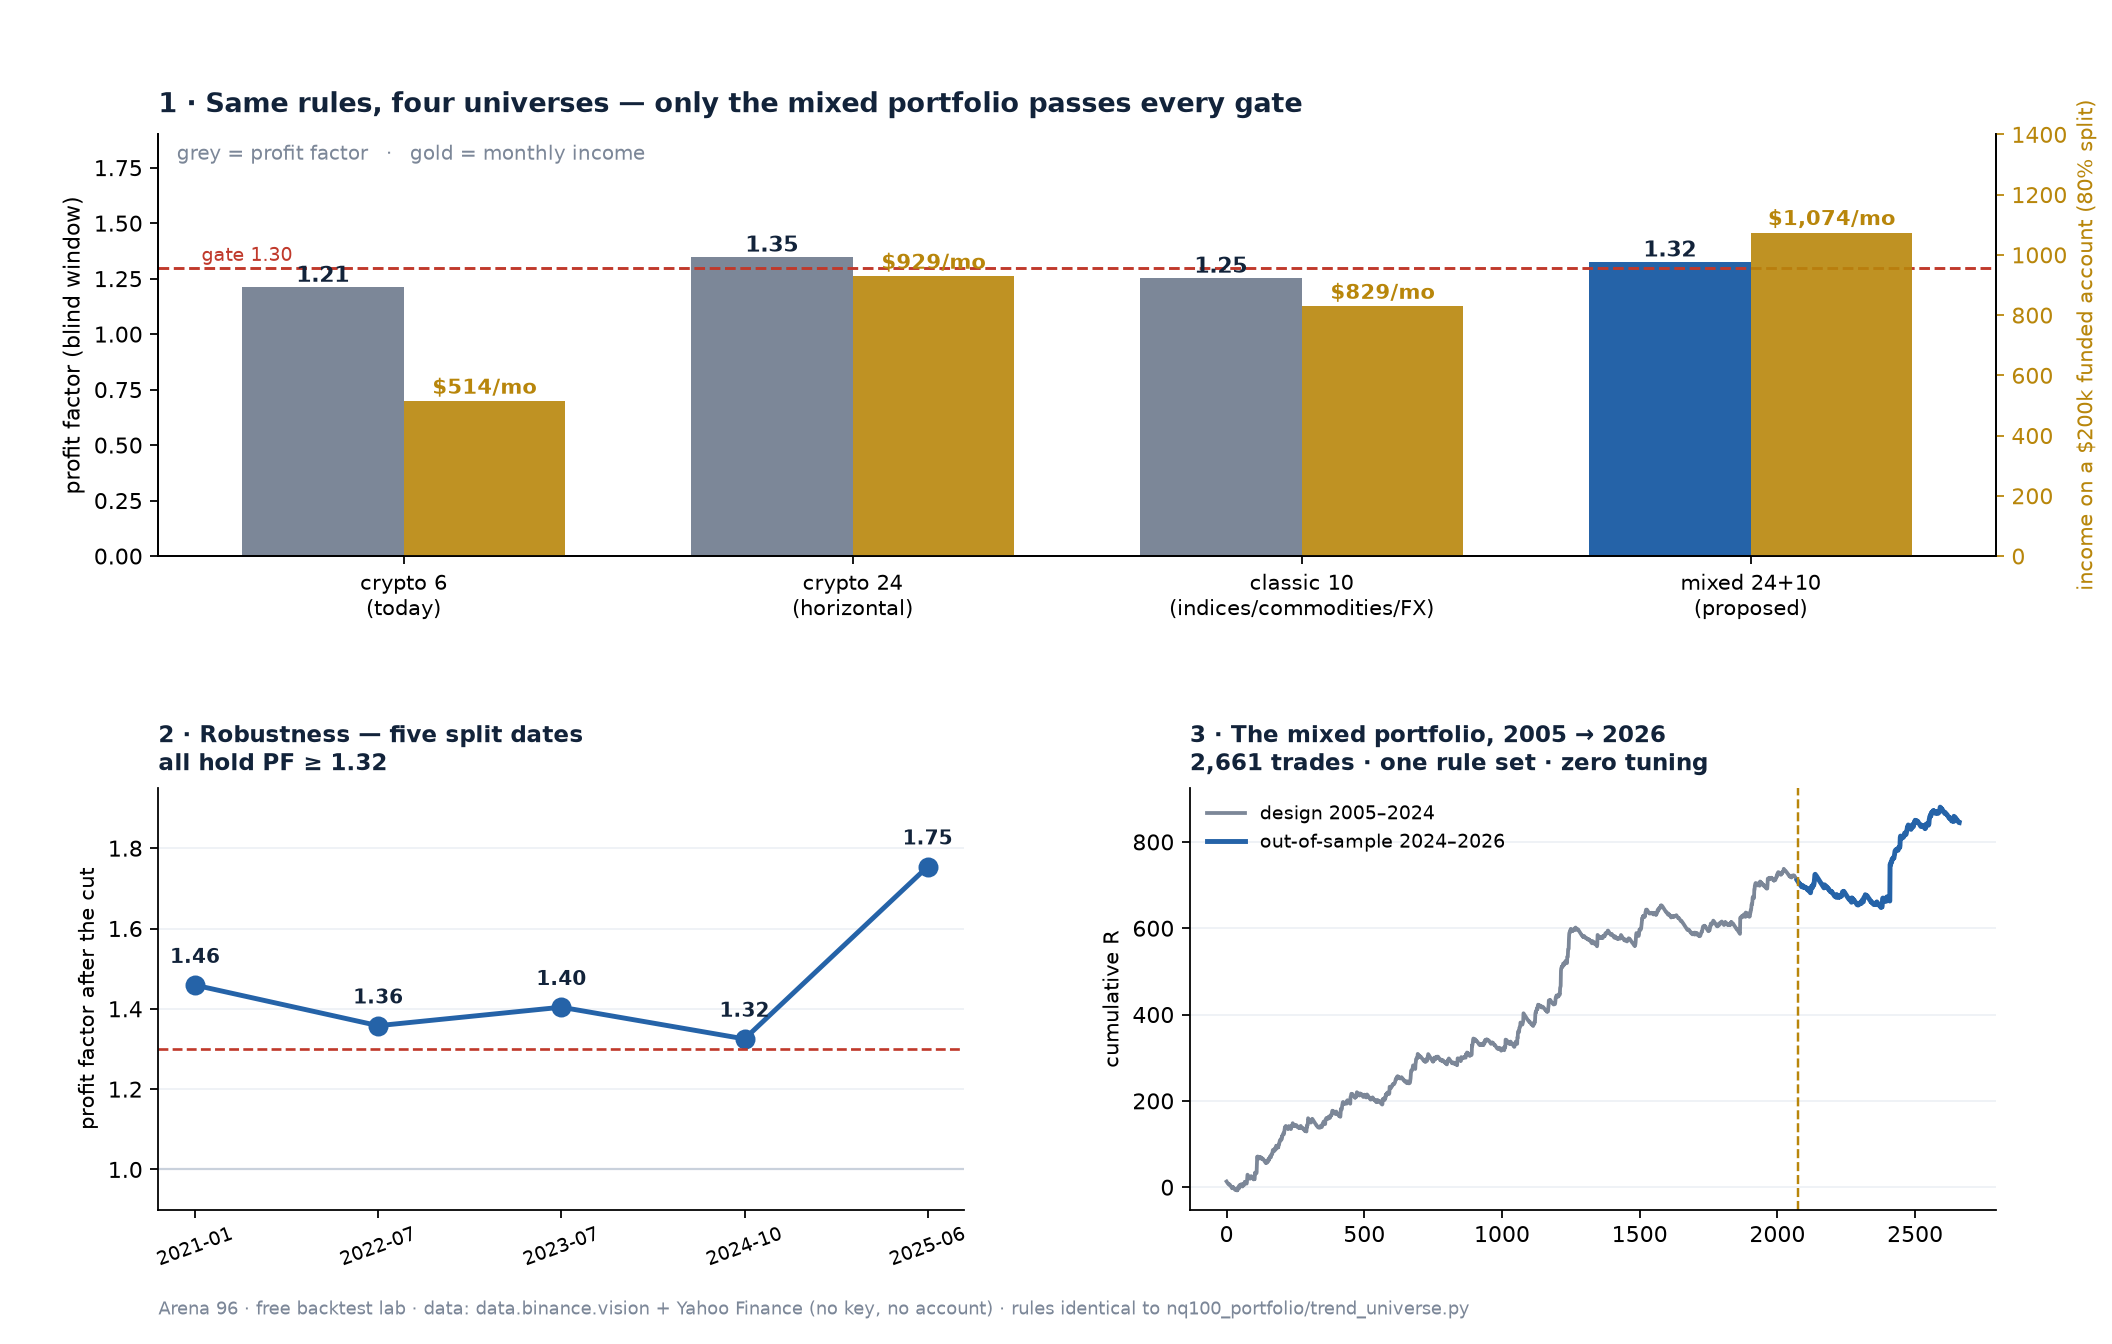 1 · Same rules, four universes — only the mixed portfolio passes every gate
grey = profit factor · gold = monthly income
profit factor (blind window)
1.75
1.50
1.25
1.00
0.75
0.50
0.25
0.00
gate 1.30
1.21
$514/mo
1.35
$929/mo
1.25
$829/mo
1.32
$1,074/mo
1400
1200
1000
800
600
400
200
0
income on a $200k funded account (80% split)
crypto 6
(today)
crypto 24
(horizontal)
classic 10
(indices/commodities/FX)
mixed 24+10
(proposed)
2 · Robustness — five split dates
all hold PF ≥ 1.32
profit factor after the cut
1.8
1.6
1.4
1.2
1.0
1.46
1.36
1.40
1.32
1.75
2021-01
2022-07
2023-07
2024-10
2025-06
3 · The mixed portfolio, 2005 → 2026
2,661 trades · one rule set · zero tuning
design 2005–2024
out-of-sample 2024–2026
cumulative R
800
600
400
200
0
0
500
1000
1500
2000
2500
Arena 96 · free backtest lab · data: data.binance.vision + Yahoo Finance (no key, no account) · rules identical to nq100_portfolio/trend_universe.py